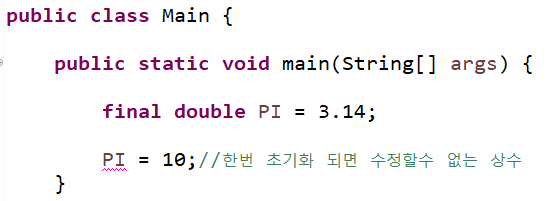 public class Main {
public static void main(String[] args) {
final double PI = 3.14;
PI = 10;//한번 초기화 되면 수정할수 없는 상수
}